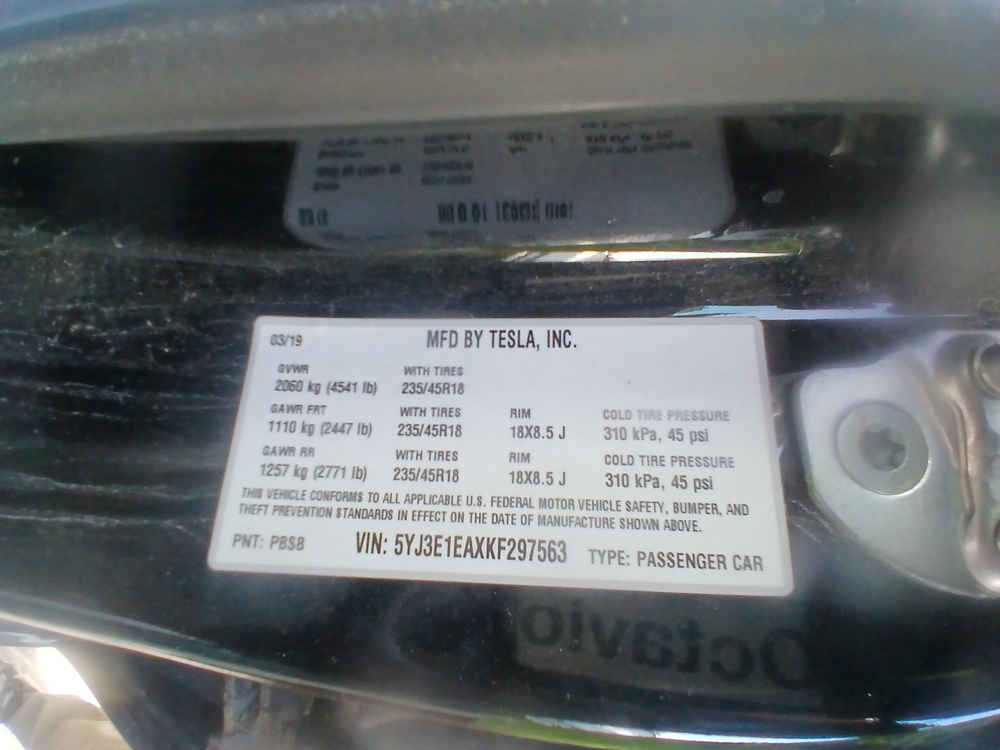 03/19 MFD BY TESLA, INC.
GVWR WITH TIRES
2060 kg (4541 lb) 235/45R18
GAWR FRT WITH TIRES RIM COLD TIRE PRESSURE
1110 kg (2447 lb) 235/45R18 18X8.5 J 310 kPa, 45 psi
GAWR RR WITH TIRES RIM COLD TIRE PRESSURE
1257 kg (2771 lb) 235/45R18 18X8.5 J 310 kPa, 45 psi
THIS VEHICLE CONFORMS TO ALL APPLICABLE U.S. FEDERAL MOTOR VEHICLE SAFETY, BUMPER, AND
THEFT PREVENTION STANDARDS IN EFFECT ON THE DATE OF MANUFACTURE SHOWN ABOVE.
PNT: PBSB VIN: 5YJ3E1EAXKF297563 TYPE: PASSENGER CAR
Octavio